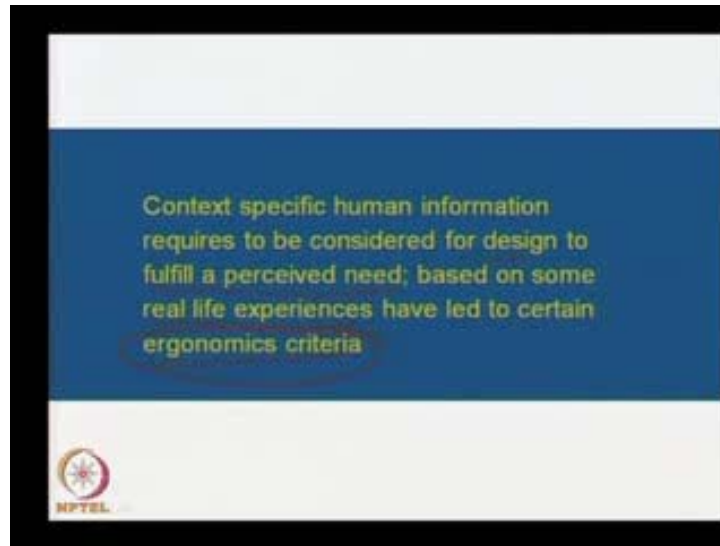 Context specific human information
requires to be considered for design to
fulfill a perceived need; based on some
real life experiences have led to certain
ergonomics criteria
NPTEL